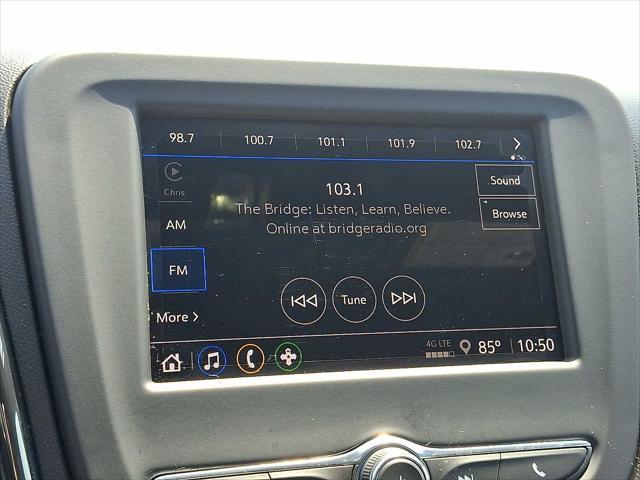 98.7 100.7 101.1 101.9 102.7
Chris
103.1
Sound
The Bridge: Listen, Learn, Believe.
Browse
AM
Online at bridgeradio.org
FM
Tune
More
4G LTE 85° 10:50